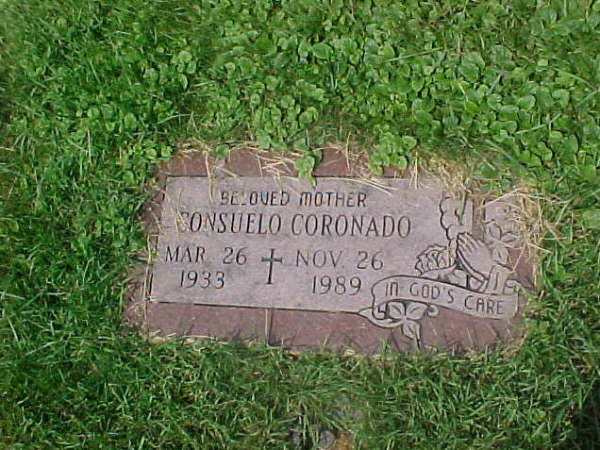 BELOVED MOTHER
CONSUELO CORONADO
MAR. 26 NOV. 26
1933 1989
IN GOD'S CARE